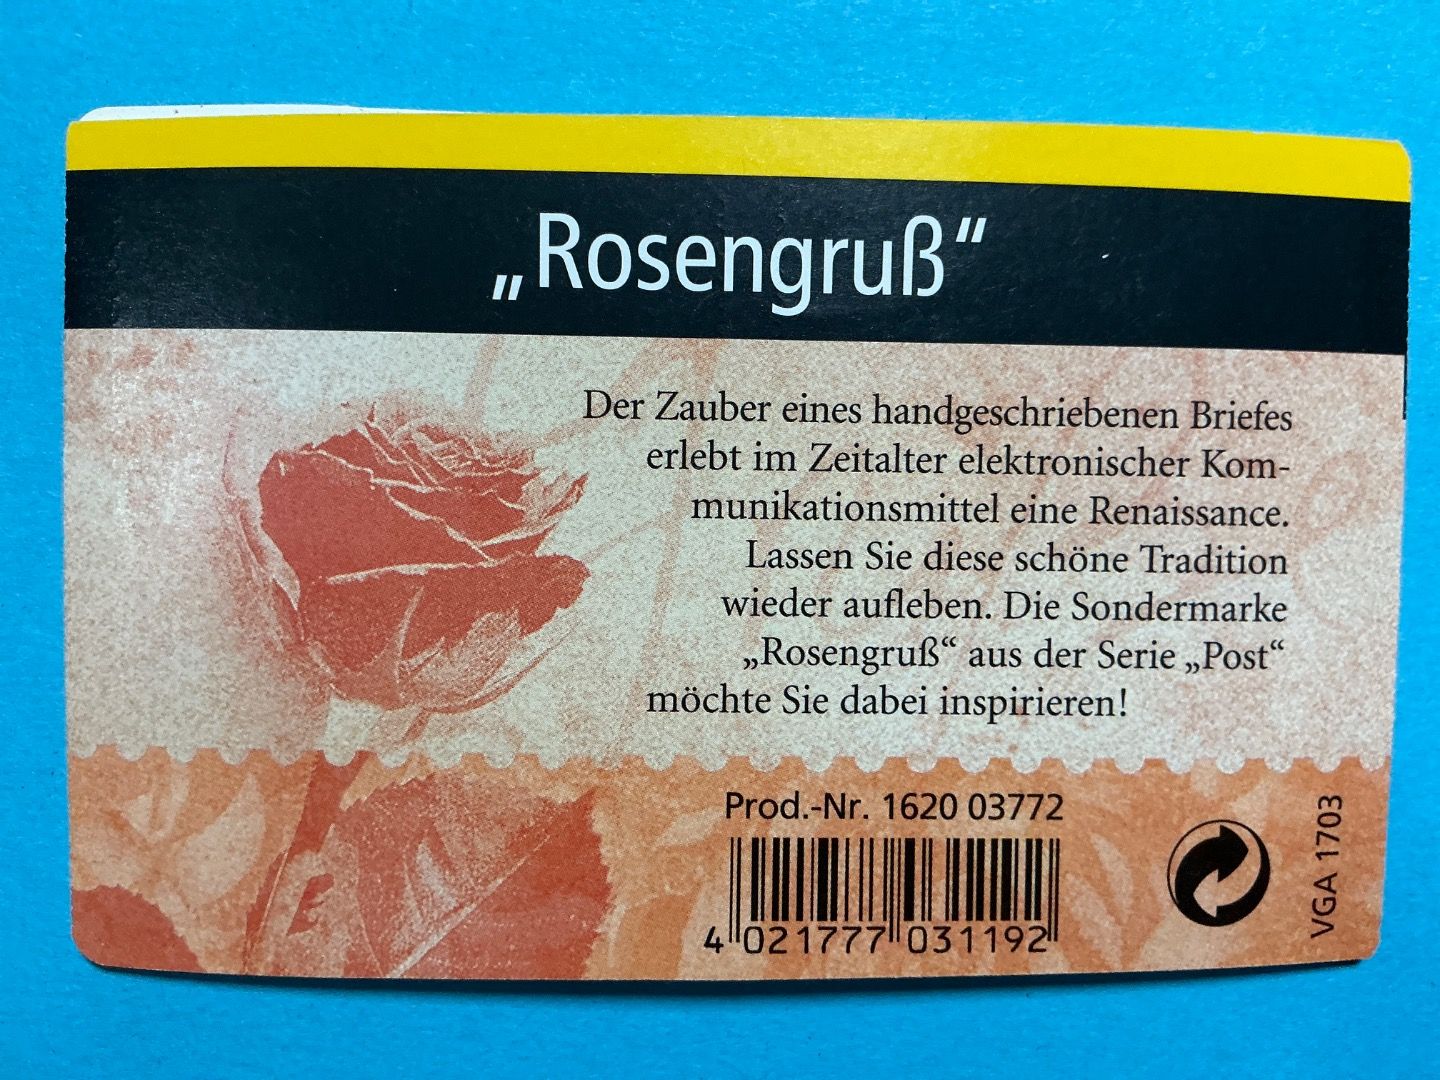 „Rosengruß“
Der Zauber eines handgeschriebenen Briefes
erlebt im Zeitalter elektronischer Kom-
munikationsmittel eine Renaissance.
Lassen Sie diese schöne Tradition
wieder aufleben. Die Sondermarke
„Rosengruß“ aus der Serie „Post“
möchte Sie dabei inspirieren!
Prod.-Nr. 1620 03772
4 021777 031192
VGA 1703